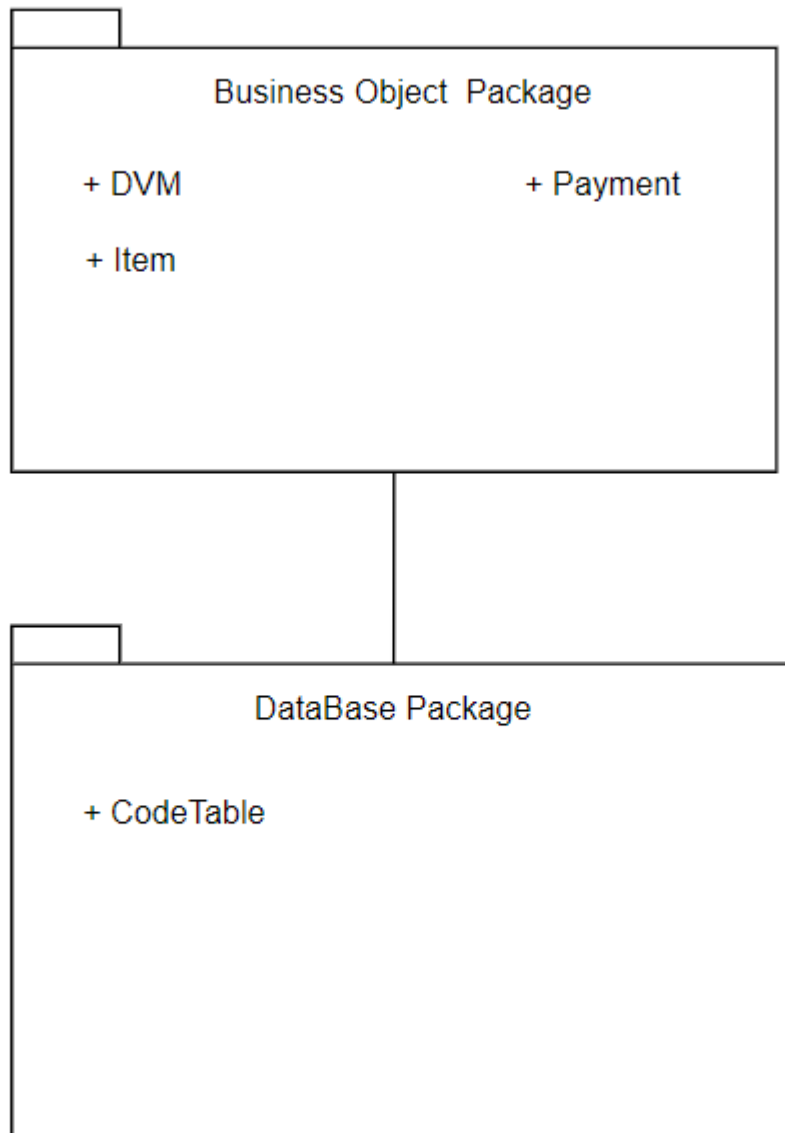 Business Object Package
+ DVM
+ Payment
+ Item
DataBase Package
+ CodeTable